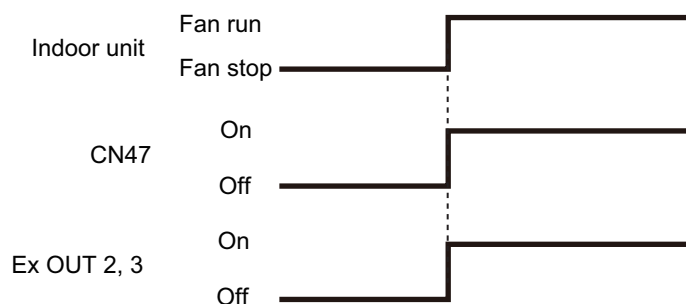 Fan run
Indoor unit
Fan stop
On
CN47
Off
On
Ex OUT 2, 3
Off